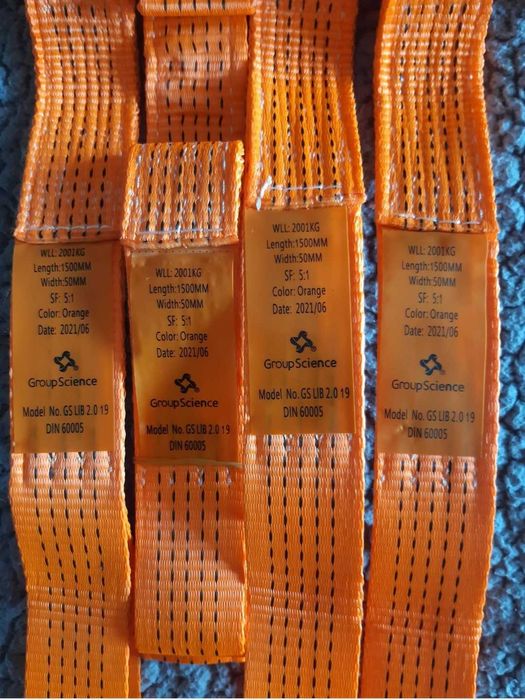 WLL: 2001KG
Length:1500MM
Width:50MM
SF: 5:1
Color: Orange
Date: 2021/06
GroupScience
Model No. GS LIB 2.0 19
DIN 60005
WLL: 2001KG
Length:1500MM
Width:50MM
SF: 5:1
Color: Orange
Date: 2021/06
GroupScience
Model No. GS LIB 2.0 19
DIN 60005
WLL: 2001KG
Length:1500MM
Width:50MM
SF: 5:1
Color: Orange
Date: 2021/06
GroupScience
Model No. GS LIB 2.0 19
DIN 60005
WLL: 2001KG
Length:1500MM
Width:50MM
SF: 5:1
Color: Orange
Date: 2021/06
GroupScience
Model No. GS LIB 2.0 19
DIN 60005